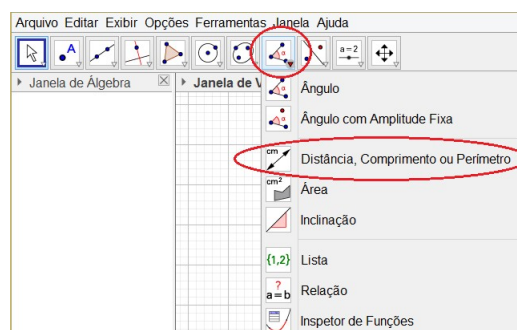 Arquivo Editar Exibir Opções Ferramentas Janela Ajuda
A
a = 2
Janela de Álgebra
Janela de V
Ângulo
Ângulo com Amplitude Fixa
cm
Distância, Comprimento ou Perímetro
cm²
Área
Inclinação
{1,2}
Lista
?
a = b
Relação
Inspetor de Funções